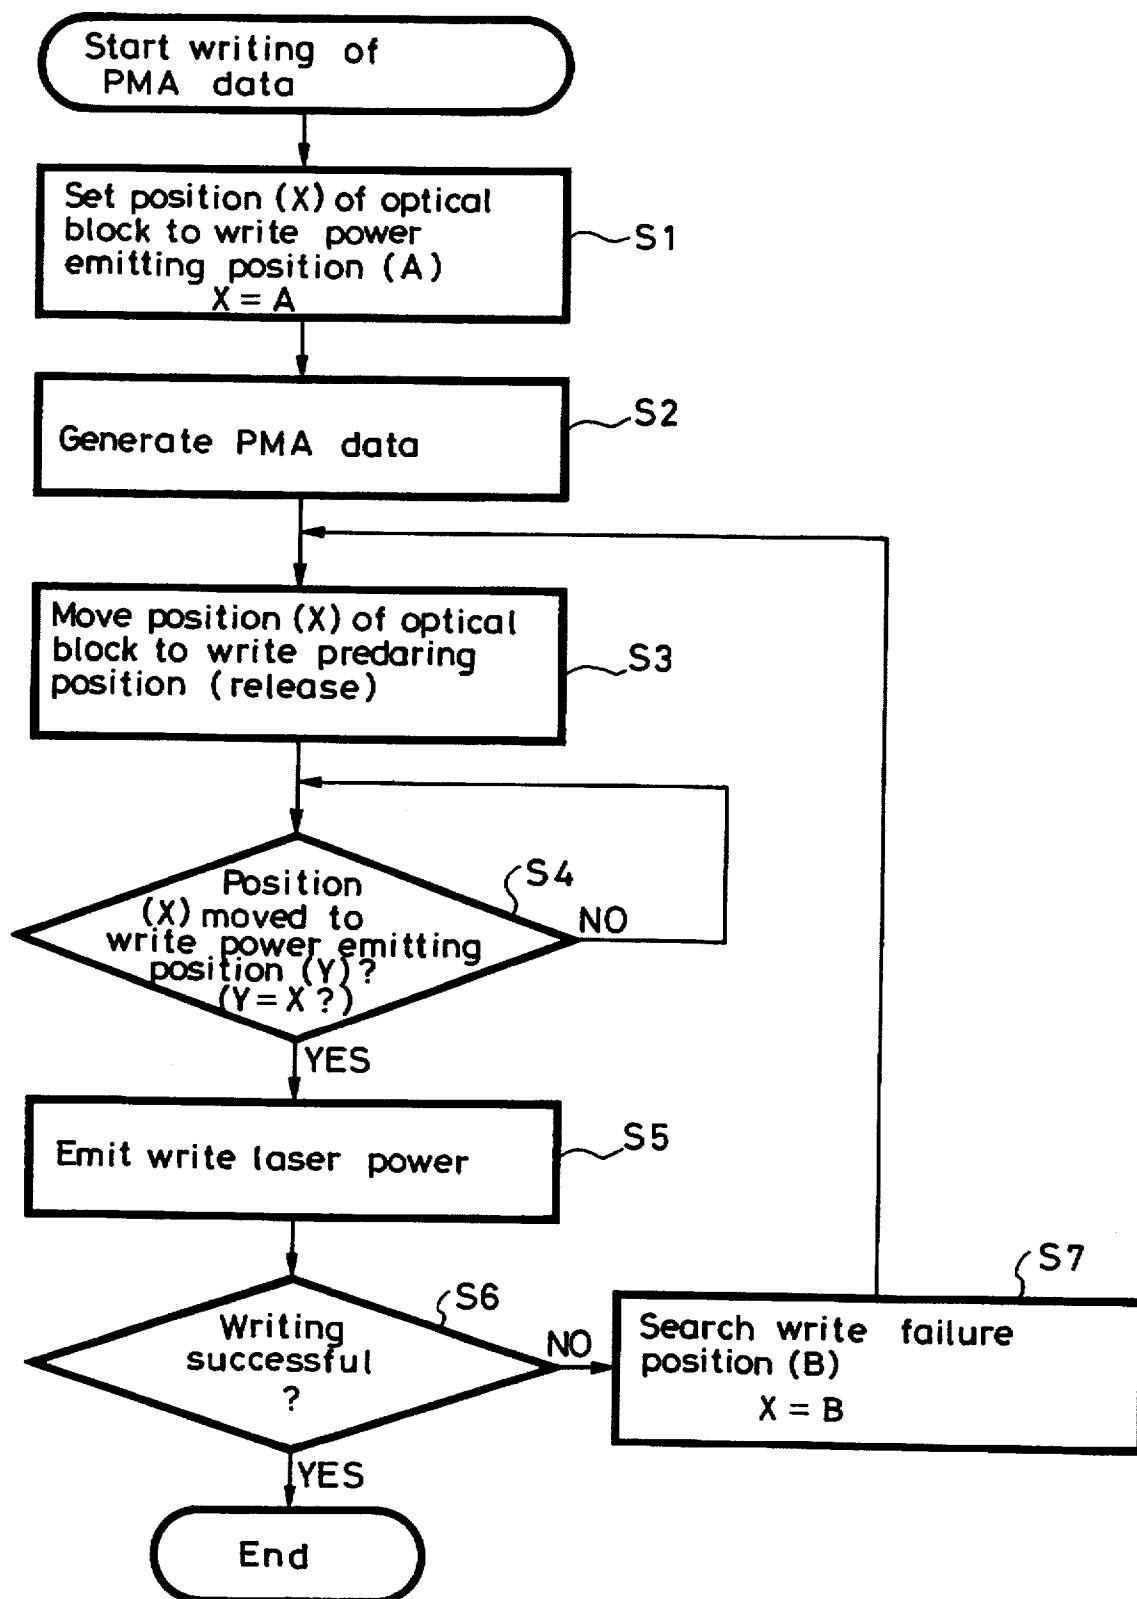 Start writing of
PMA data
Set position (X) of optical
block to write power
emitting position (A)
X = A
S1
Generate PMA data
S2
Move position (X) of optical
block to write predaring
position (release)
S3
Position
(X) moved to
write power emitting
position (Y)?
(Y = X ?)
S4
NO
YES
Emit write laser power
S5
Writing
successful
?
S6
NO
Search write failure
position (B)
X = B
S7
YES
End